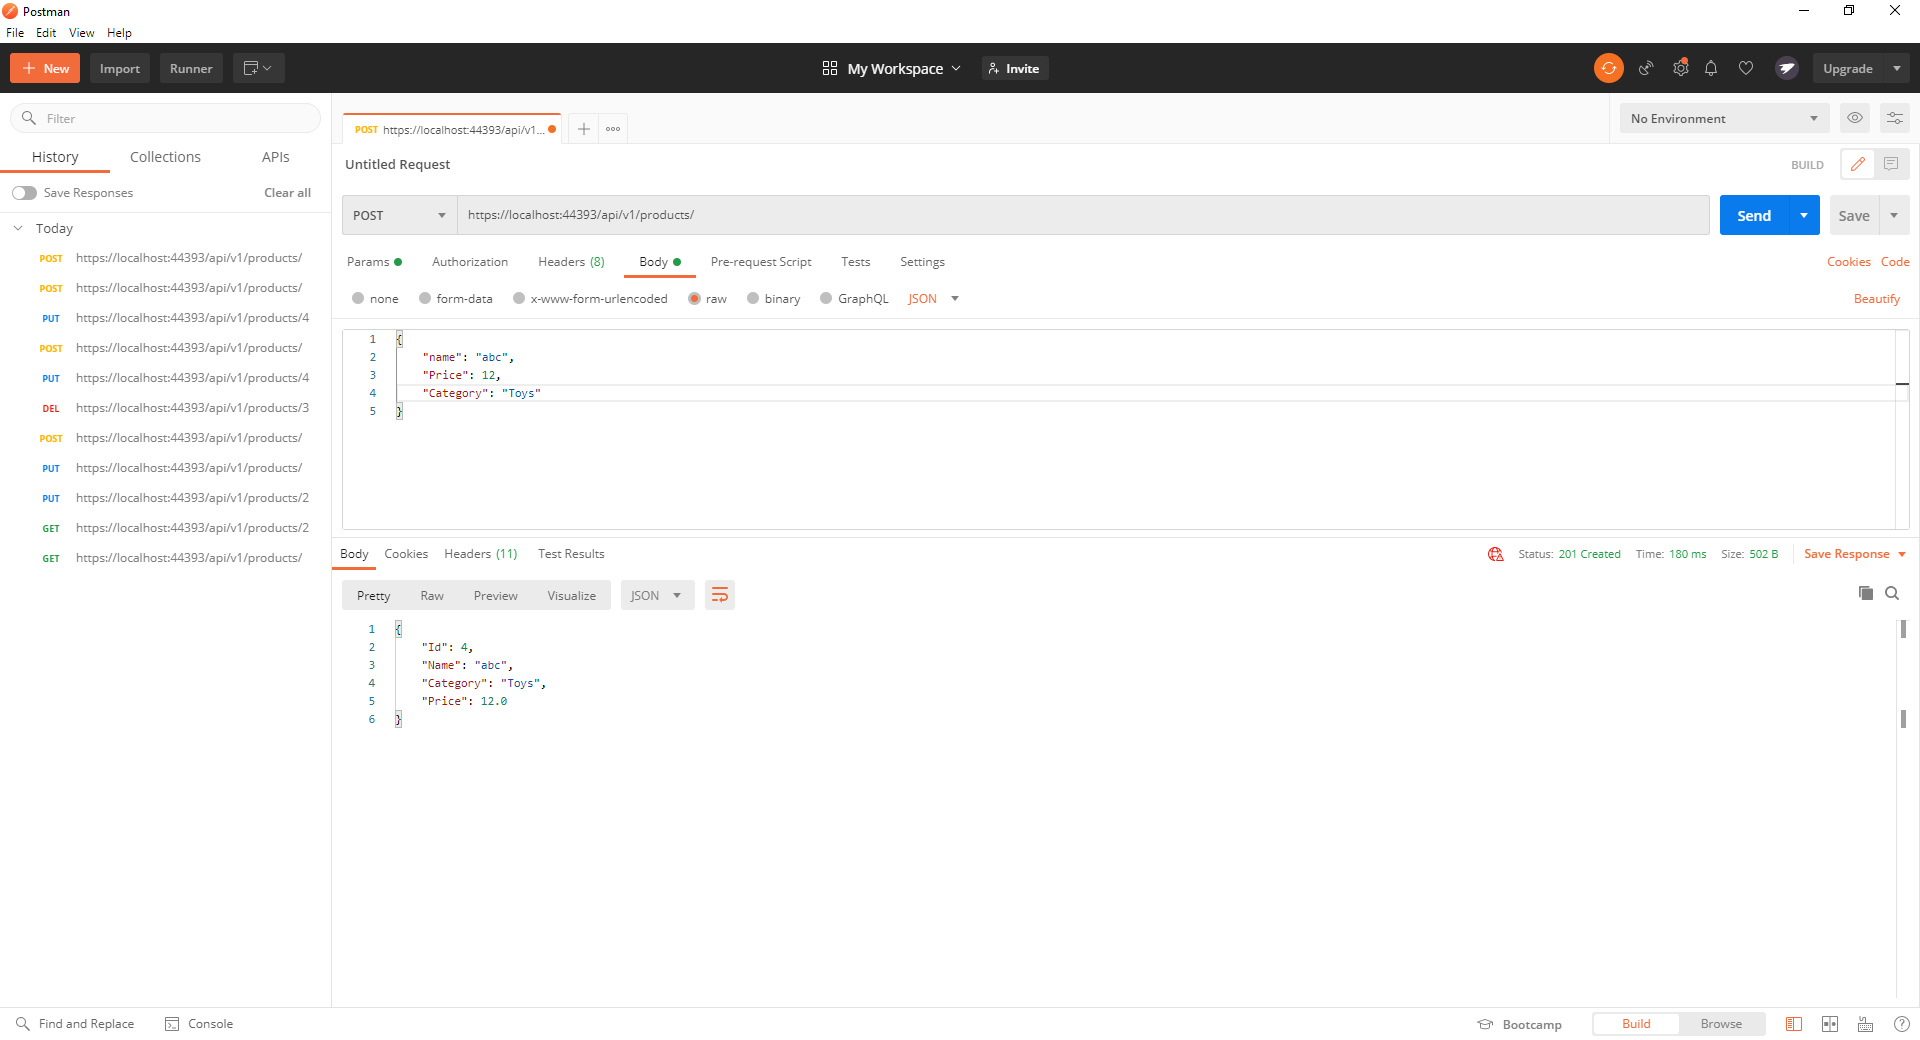 Postman
File Edit View Help
New Import Runner My Workspace Invite Upgrade
Filter
History Collections APIs
Save Responses Clear all
Today
POST https://localhost:44393/api/v1/products/
POST https://localhost:44393/api/v1/products/
PUT https://localhost:44393/api/v1/products/4
POST https://localhost:44393/api/v1/products/
PUT https://localhost:44393/api/v1/products/4
DEL https://localhost:44393/api/v1/products/3
POST https://localhost:44393/api/v1/products/
PUT https://localhost:44393/api/v1/products/
PUT https://localhost:44393/api/v1/products/2
GET https://localhost:44393/api/v1/products/2
GET https://localhost:44393/api/v1/products/
POST https://localhost:44393/api/v1... No Environment
Untitled Request BUILD
POST https://localhost:44393/api/v1/products/ Send Save
Params Authorization Headers (8) Body Pre-request Script Tests Settings Cookies Code
none form-data x-www-form-urlencoded raw binary GraphQL JSON Beautify
1 {
2 "name": "abc",
3 "Price": 12,
4 "Category": "Toys"
5 }
Body Cookies Headers (11) Test Results Status: 201 Created Time: 180 ms Size: 502 B Save Response
Pretty Raw Preview Visualize JSON
1 {
2 "Id": 4,
3 "Name": "abc",
4 "Category": "Toys",
5 "Price": 12.0
6 }
Find and Replace Console Bootcamp Build Browse